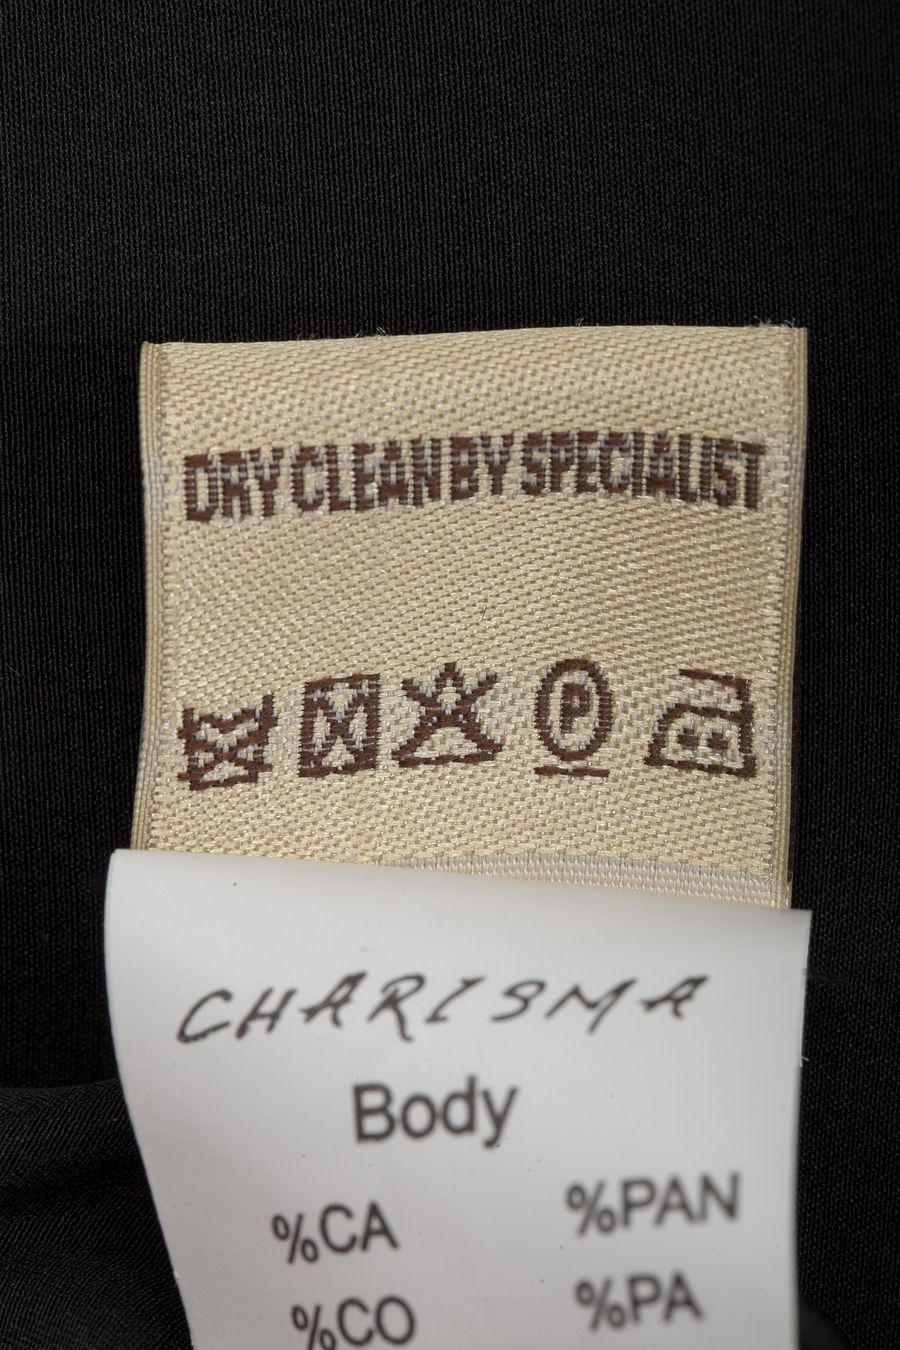 DRY CLEAN BY SPECIALIST
P
CHARISMA
Body
%CA %PAN
%CO %PA